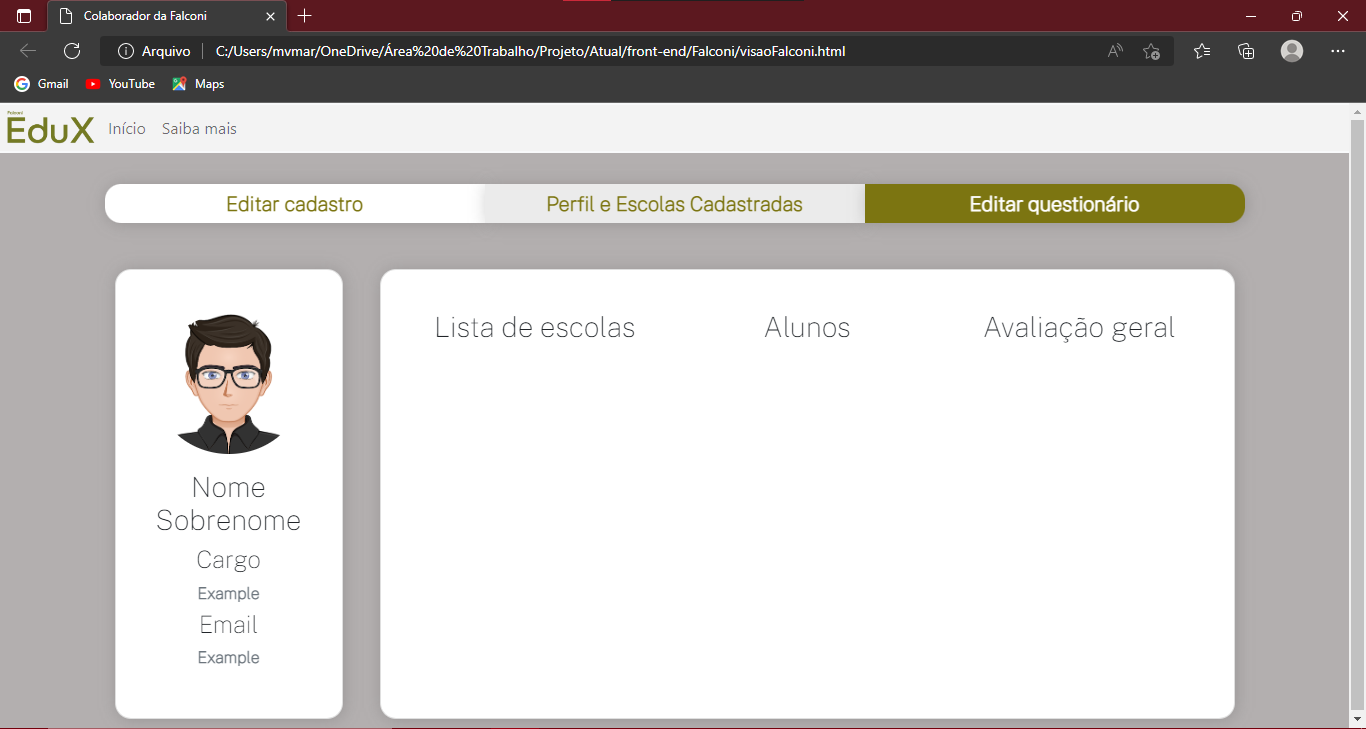 Colaborador da Falconi
Arquivo C:/Users/mvmar/OneDrive/Área%20de%20Trabalho/Projeto/Atual/front-end/Falconi/visaoFalconi.html
Gmail YouTube Maps
Falconi
EduX Início Saiba mais
Editar cadastro Perfil e Escolas Cadastradas Editar questionário
Lista de escolas Alunos Avaliação geral
Nome
Sobrenome
Cargo
Example
Email
Example